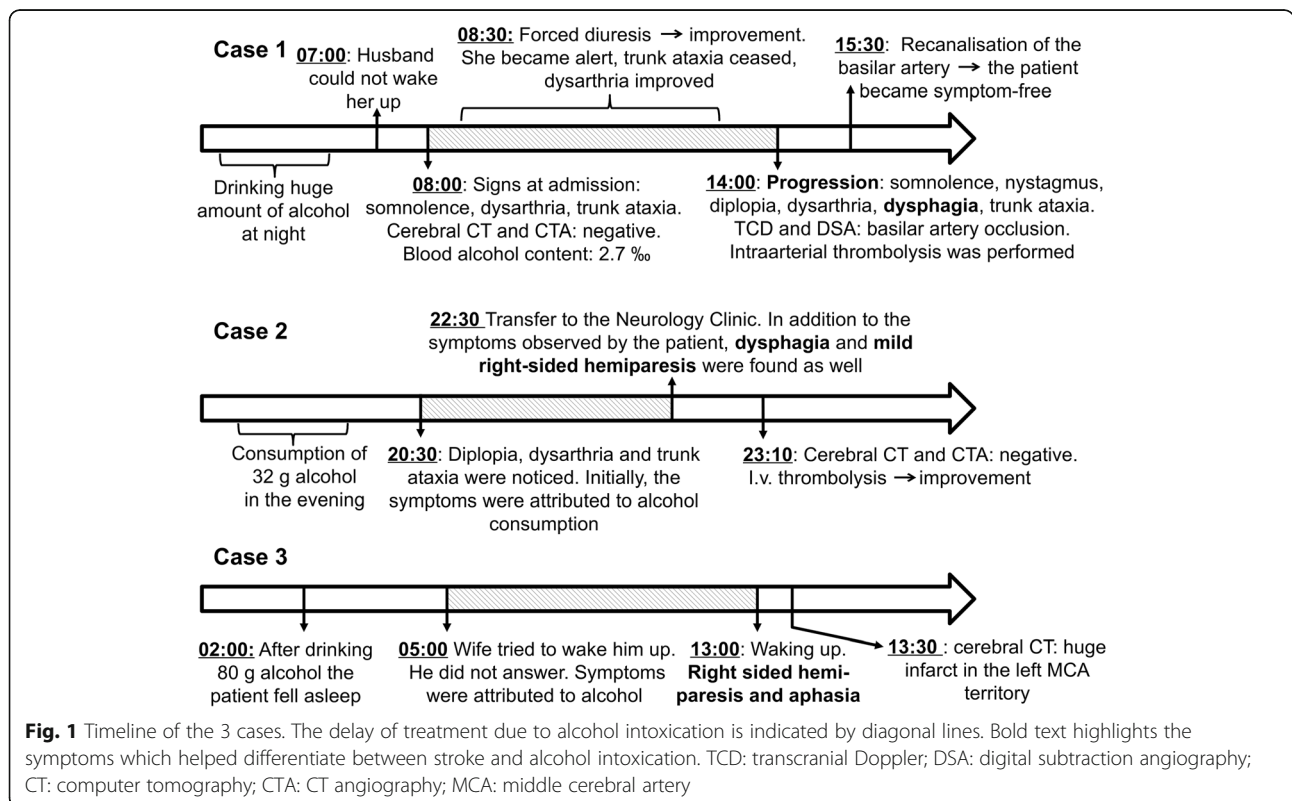 Case 1
07:00: Husband
could not wake
her up
08:30: Forced diuresis → improvement.
She became alert, trunk ataxia ceased,
dysarthria improved
15:30: Recanalisation of the
basilar artery → the patient
became symptom-free
Drinking huge
amount of alcohol
at night
08:00: Signs at admission:
somnolence, dysarthria, trunk ataxia.
Cerebral CT and CTA: negative.
Blood alcohol content: 2.7 ‰
14:00: Progression: somnolence, nystagmus,
diplopia, dysarthria, dysphagia, trunk ataxia.
TCD and DSA: basilar artery occlusion.
Intraarterial thrombolysis was performed
Case 2
22:30 Transfer to the Neurology Clinic. In addition to the
symptoms observed by the patient, dysphagia and mild
right-sided hemiparesis were found as well
Consumption of
32 g alcohol
in the evening
20:30: Diplopia, dysarthria and trunk
ataxia were noticed. Initially, the
symptoms were attributed to alcohol
consumption
23:10: Cerebral CT and CTA: negative.
I.v. thrombolysis → improvement
Case 3
02:00: After drinking
80 g alcohol the
patient fell asleep
05:00 Wife tried to wake him up.
He did not answer. Symptoms
were attributed to alcohol
13:00: Waking up.
Right sided hemi-
paresis and aphasia
13:30 : cerebral CT: huge
infarct in the left MCA
territory
Fig. 1 Timeline of the 3 cases. The delay of treatment due to alcohol intoxication is indicated by diagonal lines. Bold text highlights the
symptoms which helped differentiate between stroke and alcohol intoxication. TCD: transcranial Doppler; DSA: digital subtraction angiography;
CT: computer tomography; CTA: CT angiography; MCA: middle cerebral artery